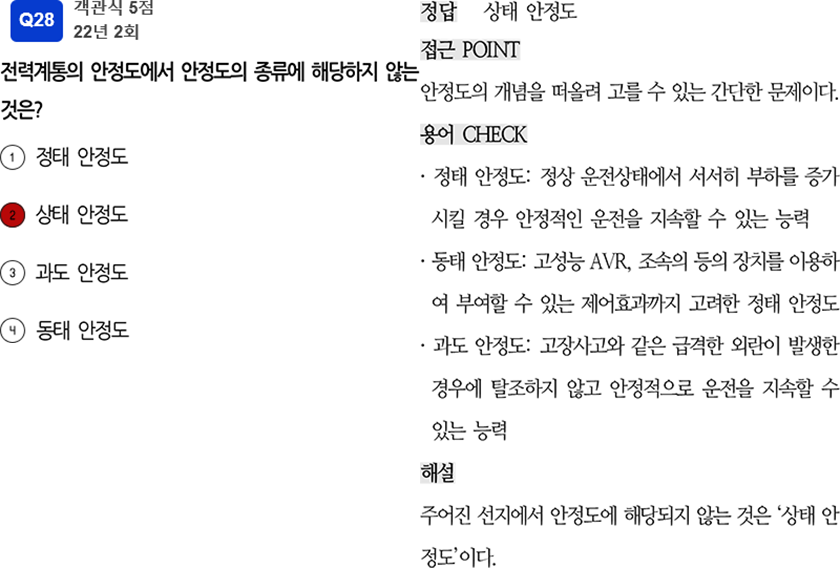 Q28
객관식 5점
22년 2회
전력계통의 안정도에서 안정도의 종류에 해당하지 않는
것은?
1 정태 안정도
2 상태 안정도
3 과도 안정도
4 동태 안정도
정답 상태 안정도
접근 POINT
안정도의 개념을 떠올려 고를 수 있는 간단한 문제이다.
용어 CHECK
· 정태 안정도: 정상 운전상태에서 서서히 부하를 증가
시킬 경우 안정적인 운전을 지속할 수 있는 능력
· 동태 안정도: 고성능 AVR, 조속의 등의 장치를 이용하
여 부여할 수 있는 제어효과까지 고려한 정태 안정도
· 과도 안정도: 고장사고와 같은 급격한 외란이 발생한
경우에 탈조하지 않고 안정적으로 운전을 지속할 수
있는 능력
해설
주어진 선지에서 안정도에 해당되지 않는 것은 ‘상태 안
정도’이다.